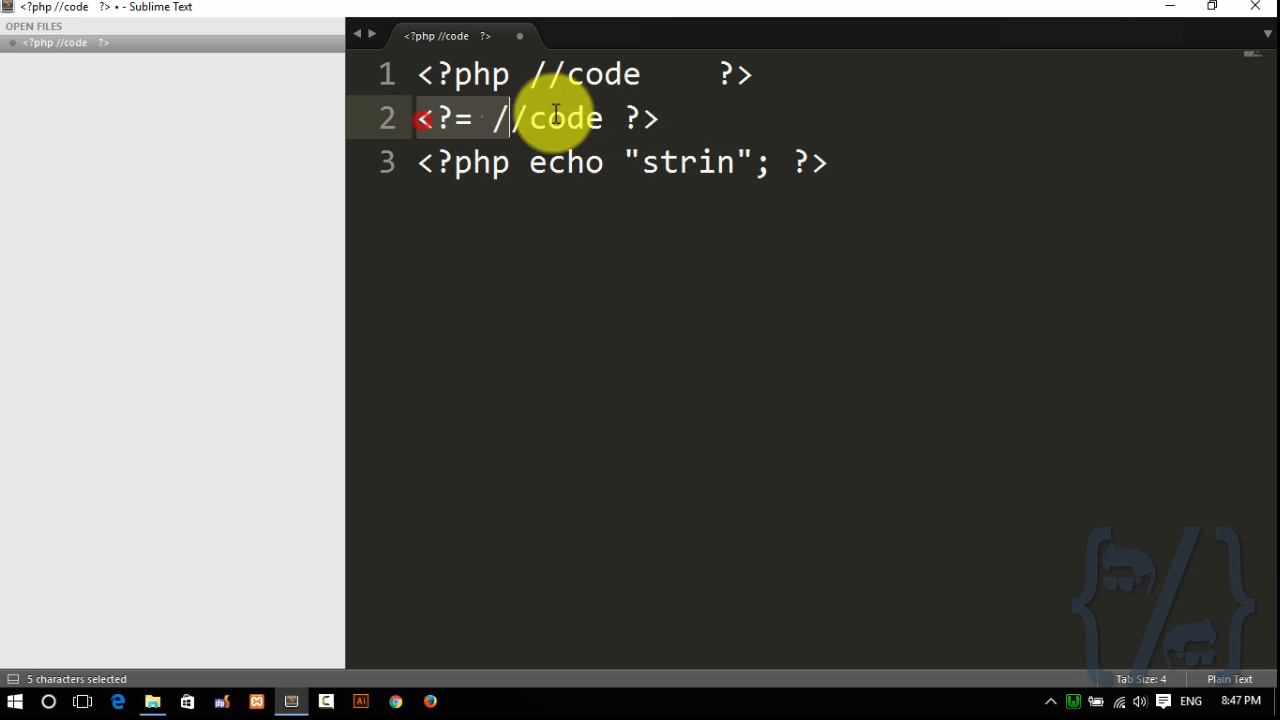 <?php //code    ?> • - Sublime Text
OPEN FILES
<?php //code    ?>
<?php //code    ?>
1 <?php //code    ?>
2 <?= //code ?>
3 <?php echo "strin"; ?>
{/}
5 characters selected
Tab Size: 4
Plain Text
Ai
ENG
8:47 PM